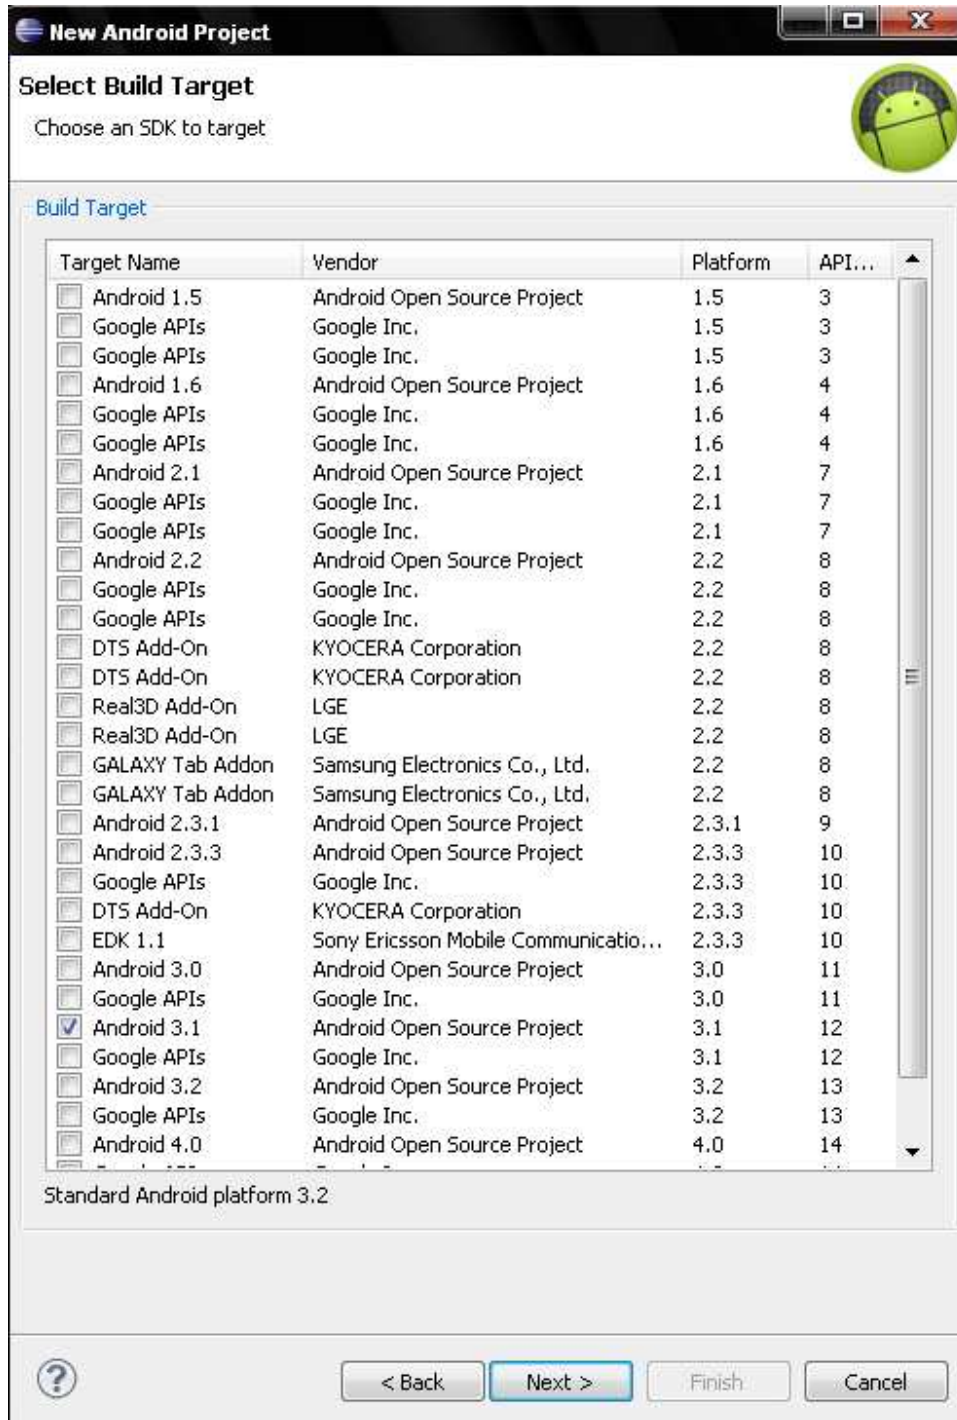 New Android Project
Select Build Target
Choose an SDK to target
Build Target
Target Name Vendor Platform API...
Android 1.5 Android Open Source Project 1.5 3
Google APIs Google Inc. 1.5 3
Google APIs Google Inc. 1.5 3
Android 1.6 Android Open Source Project 1.6 4
Google APIs Google Inc. 1.6 4
Google APIs Google Inc. 1.6 4
Android 2.1 Android Open Source Project 2.1 7
Google APIs Google Inc. 2.1 7
Google APIs Google Inc. 2.1 7
Android 2.2 Android Open Source Project 2.2 8
Google APIs Google Inc. 2.2 8
Google APIs Google Inc. 2.2 8
DTS Add-On KYOCERA Corporation 2.2 8
DTS Add-On KYOCERA Corporation 2.2 8
Real3D Add-On LGE 2.2 8
Real3D Add-On LGE 2.2 8
GALAXY Tab Addon Samsung Electronics Co., Ltd. 2.2 8
GALAXY Tab Addon Samsung Electronics Co., Ltd. 2.2 8
Android 2.3.1 Android Open Source Project 2.3.1 9
Android 2.3.3 Android Open Source Project 2.3.3 10
Google APIs Google Inc. 2.3.3 10
DTS Add-On KYOCERA Corporation 2.3.3 10
EDK 1.1 Sony Ericsson Mobile Communicatio... 2.3.3 10
Android 3.0 Android Open Source Project 3.0 11
Google APIs Google Inc. 3.0 11
Android 3.1 Android Open Source Project 3.1 12
Google APIs Google Inc. 3.1 12
Android 3.2 Android Open Source Project 3.2 13
Google APIs Google Inc. 3.2 13
Android 4.0 Android Open Source Project 4.0 14
Standard Android platform 3.2
? < Back Next > Finish Cancel